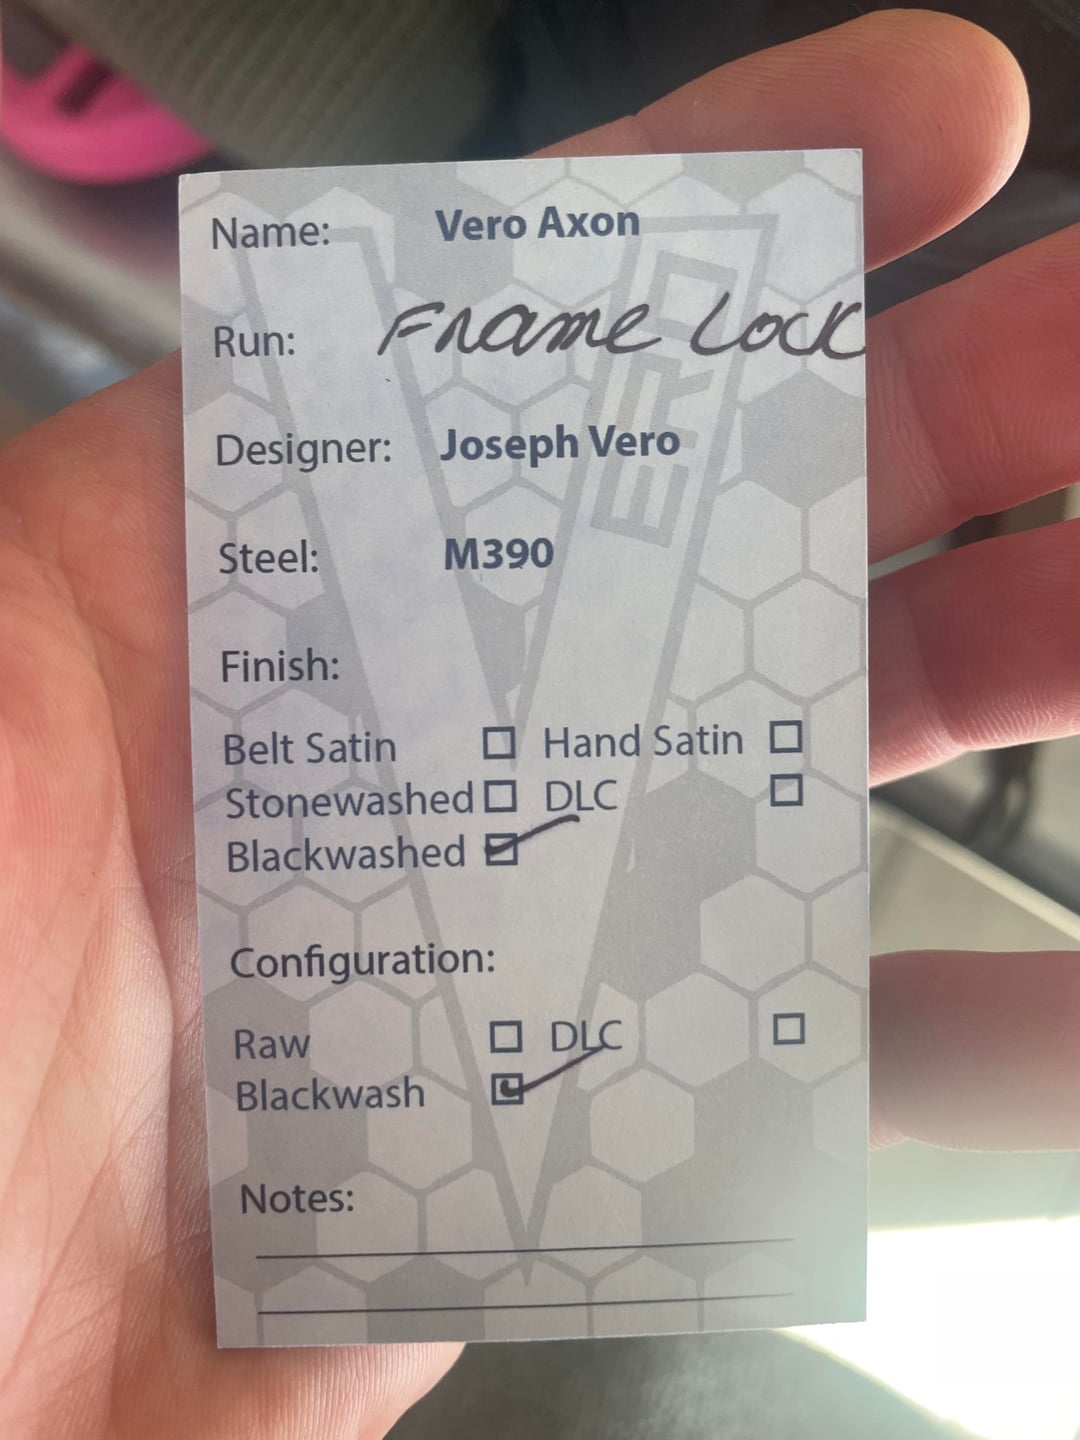 Name: Vero Axon
Run: Frame Lock
Designer: Joseph Vero
Steel: M390
Finish:
Belt Satin ☐ Hand Satin ☐
Stonewashed ☐ DLC ☐
Blackwashed ☑
Configuration:
Raw ☐ DLC ☐
Blackwash ☑
Notes:
VERO